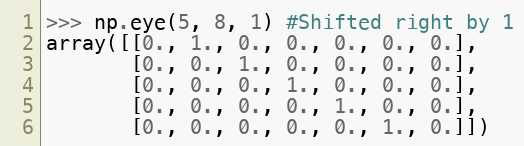 1 >>> np.eye(5, 8, 1) #Shifted right by 1
2 array([[0., 1., 0., 0., 0., 0., 0.],
3        [0., 0., 1., 0., 0., 0., 0.],
4        [0., 0., 0., 1., 0., 0., 0.],
5        [0., 0., 0., 0., 1., 0., 0.],
6        [0., 0., 0., 0., 0., 1., 0.]])